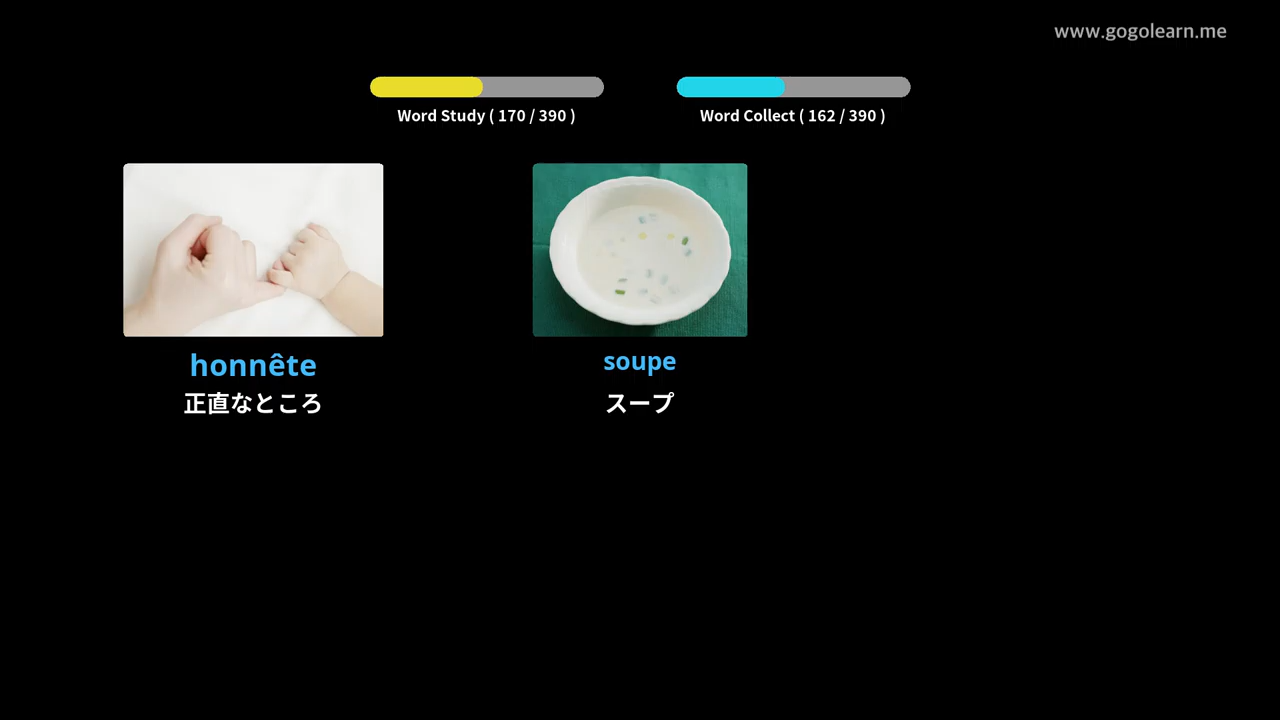 www.gogolearn.me
Word Study ( 170 / 390 )
Word Collect ( 162 / 390 )
honnête
正直なところ
soupe
スープ